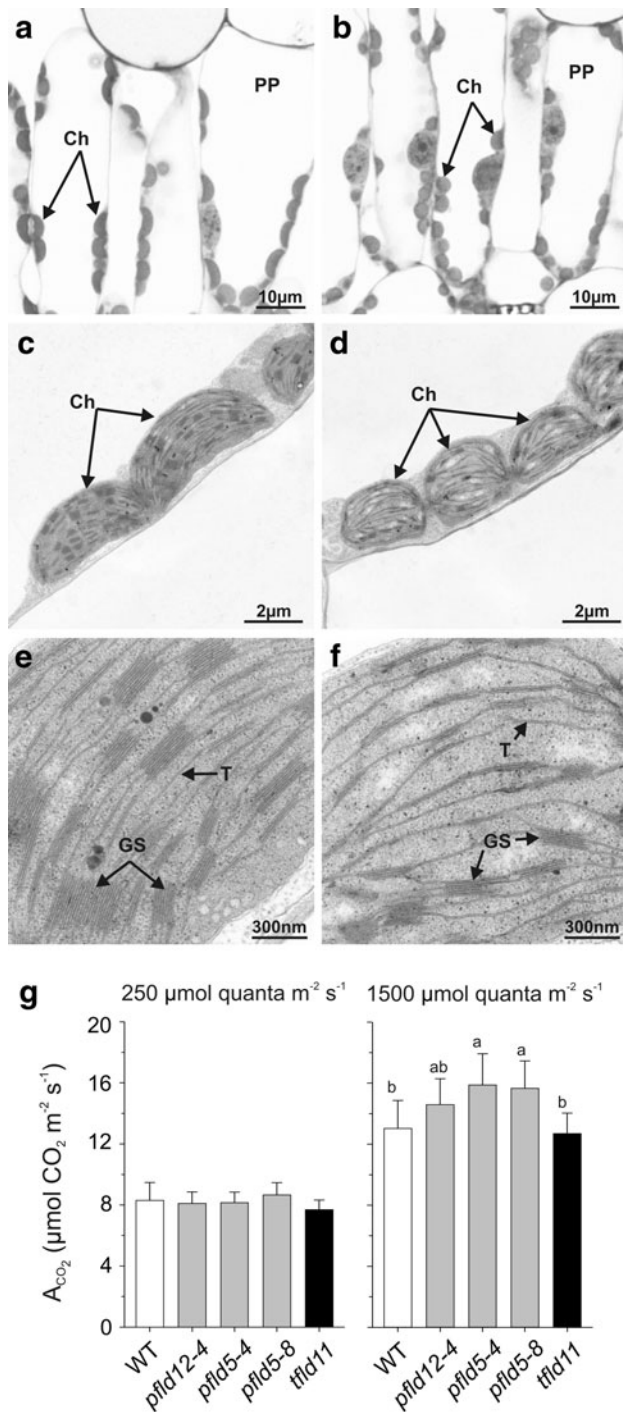 a
b
PP
PP
Ch
Ch
10µm
10µm
c
d
Ch
Ch
2µm
2µm
e
f
T
T
GS
GS
300nm
300nm
g
250 µmol quanta m⁻² s⁻¹
1500 µmol quanta m⁻² s⁻¹
20
16
12
8
4
0
A_CO₂ (µmol CO₂ m⁻² s⁻¹)
b
ab
a
a
b
WT
pfld12-4
pfld5-4
pfld5-8
tfld11
WT
pfld12-4
pfld5-4
pfld5-8
tfld11